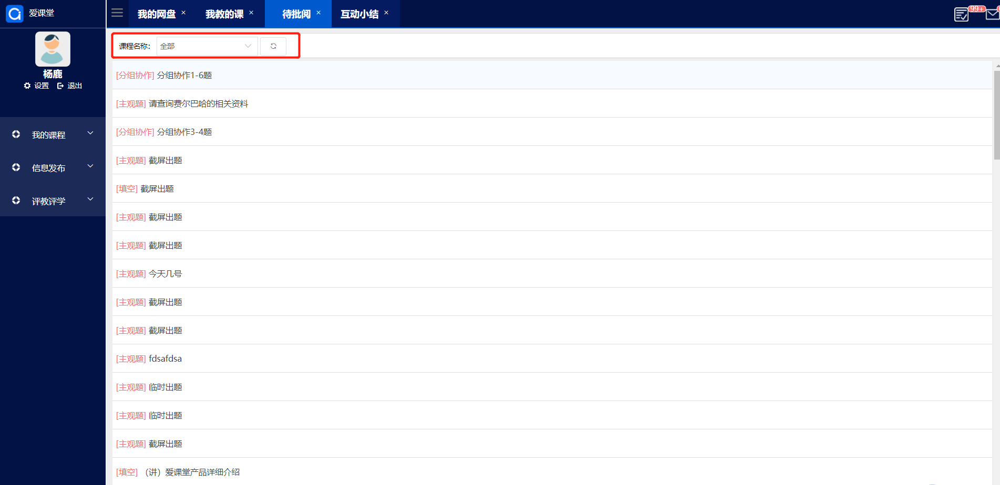 爱课堂
我的网盘 × 我教的课 × 待批阅 × 互动小结 ×
99+
杨鹿
设置 退出
我的课程
信息发布
评教评学
课程名称: 全部
[分组协作] 分组协作1-6题
[主观题] 请查询费尔巴哈的相关资料
[分组协作] 分组协作3-4题
[主观题] 截屏出题
[填空] 截屏出题
[主观题] 截屏出题
[主观题] 截屏出题
[主观题] 今天几号
[主观题] 截屏出题
[主观题] 截屏出题
[主观题] fdsafdsa
[主观题] 临时出题
[主观题] 临时出题
[主观题] 截屏出题
[填空] （讲）爱课堂产品详细介绍